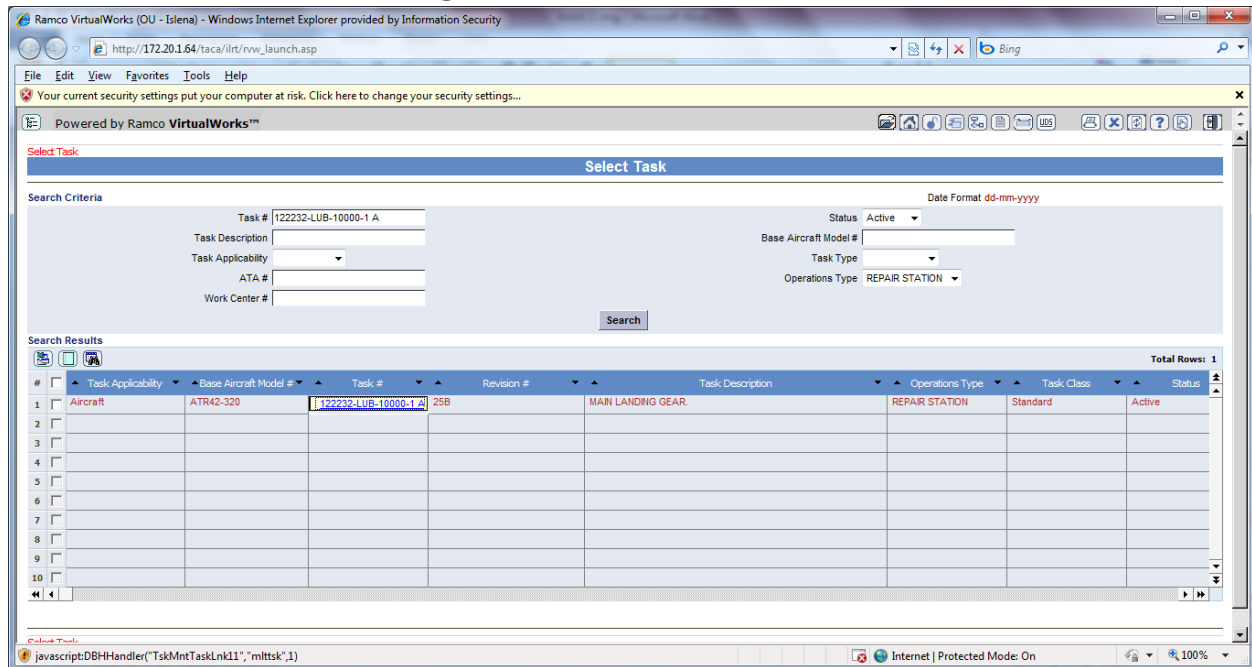 Ramco VirtualWorks (OU - Islena) - Windows Internet Explorer provided by Information Security
http://172.20.1.64/taca/ilrt/rvw_launch.asp
Bing
File Edit View Favorites Tools Help
Your current security settings put your computer at risk. Click here to change your security settings...
Powered by Ramco VirtualWorks™
UDS
Select Task
Select Task
Search Criteria
Date Format dd-mm-yyyy
Task # 122232-LUB-10000-1 A Status Active
Task Description Base Aircraft Model #
Task Applicability Task Type
ATA # Operations Type REPAIR STATION
Work Center #
Search
Search Results
Total Rows: 1
# Task Applicability Base Aircraft Model # Task # Revision # Task Description Operations Type Task Class Status
1 Aircraft ATR42-320 122232-LUB-10000-1 A 25B MAIN LANDING GEAR. REPAIR STATION Standard Active
2
3
4
5
6
7
8
9
10
Select Task
javascript:DBHHandler("TskMntTaskLnk11","mlttsk",1) Internet | Protected Mode: On 100%